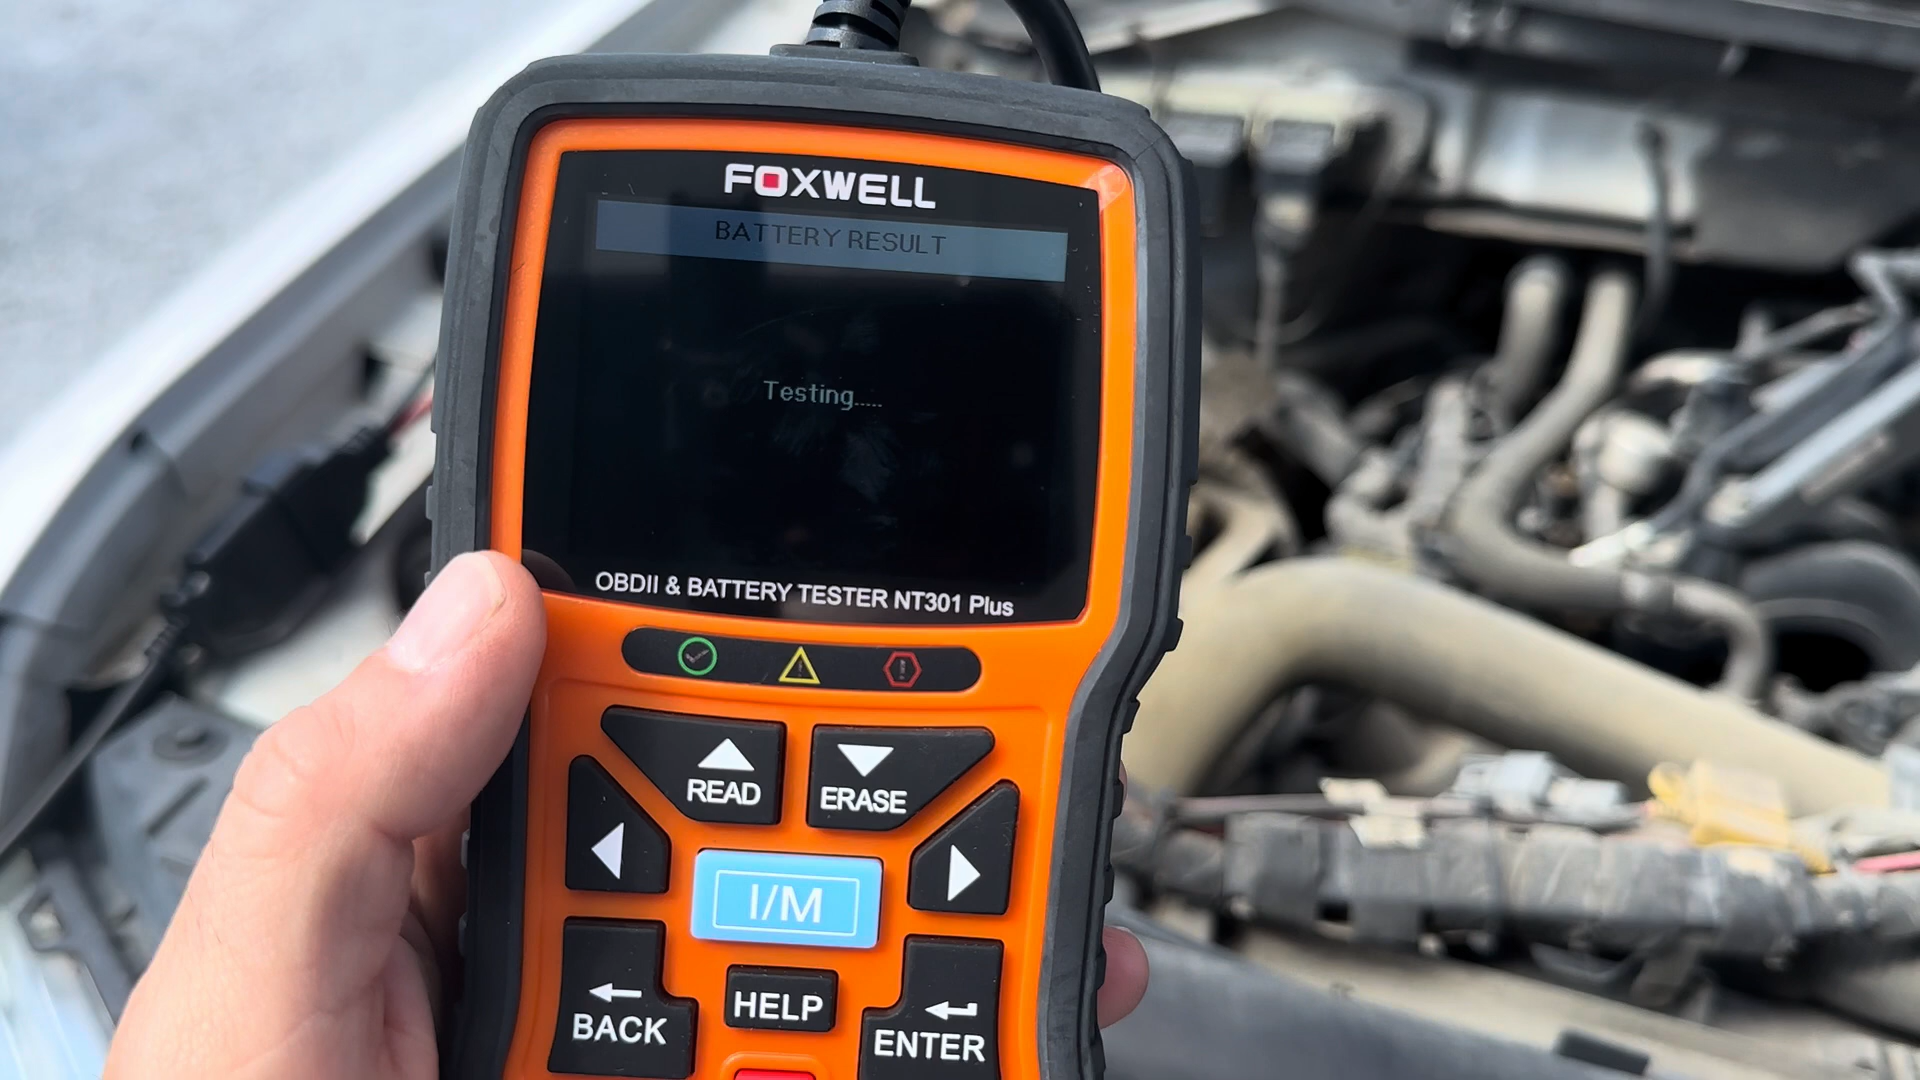 FOXWELL
BATTERY RESULT
Testing.....
OBDII & BATTERY TESTER NT301 Plus
READ
ERASE
I/M
BACK
HELP
ENTER